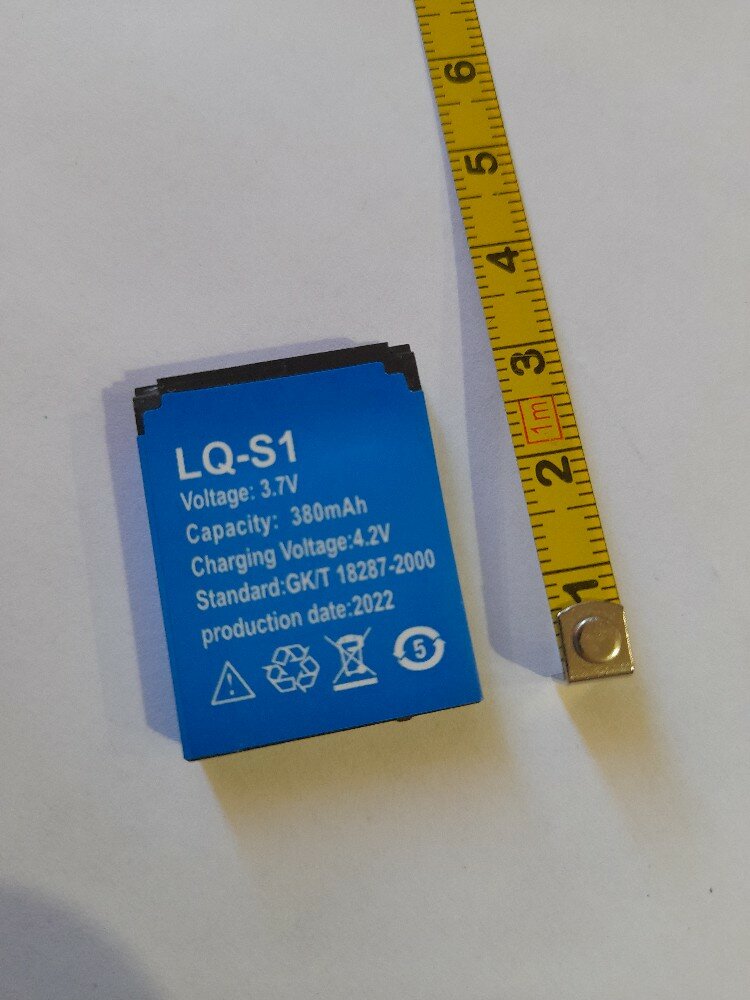 LQ-S1
Voltage: 3.7V
Capacity: 380mAh
Charging Voltage:4.2V
Standard:GK/T 18287-2000
production date:2022
5
6
5
4
3
1m
2
1